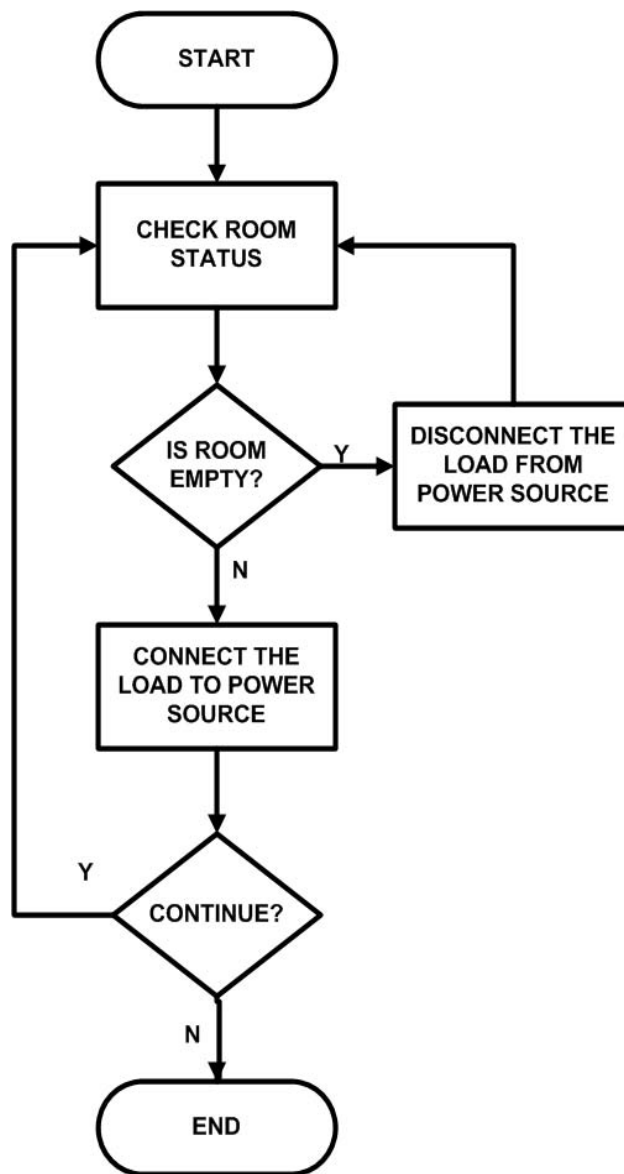 START
CHECK ROOM
STATUS
IS ROOM
EMPTY?
Y
DISCONNECT THE
LOAD FROM
POWER SOURCE
N
CONNECT THE
LOAD TO POWER
SOURCE
Y
CONTINUE?
N
END